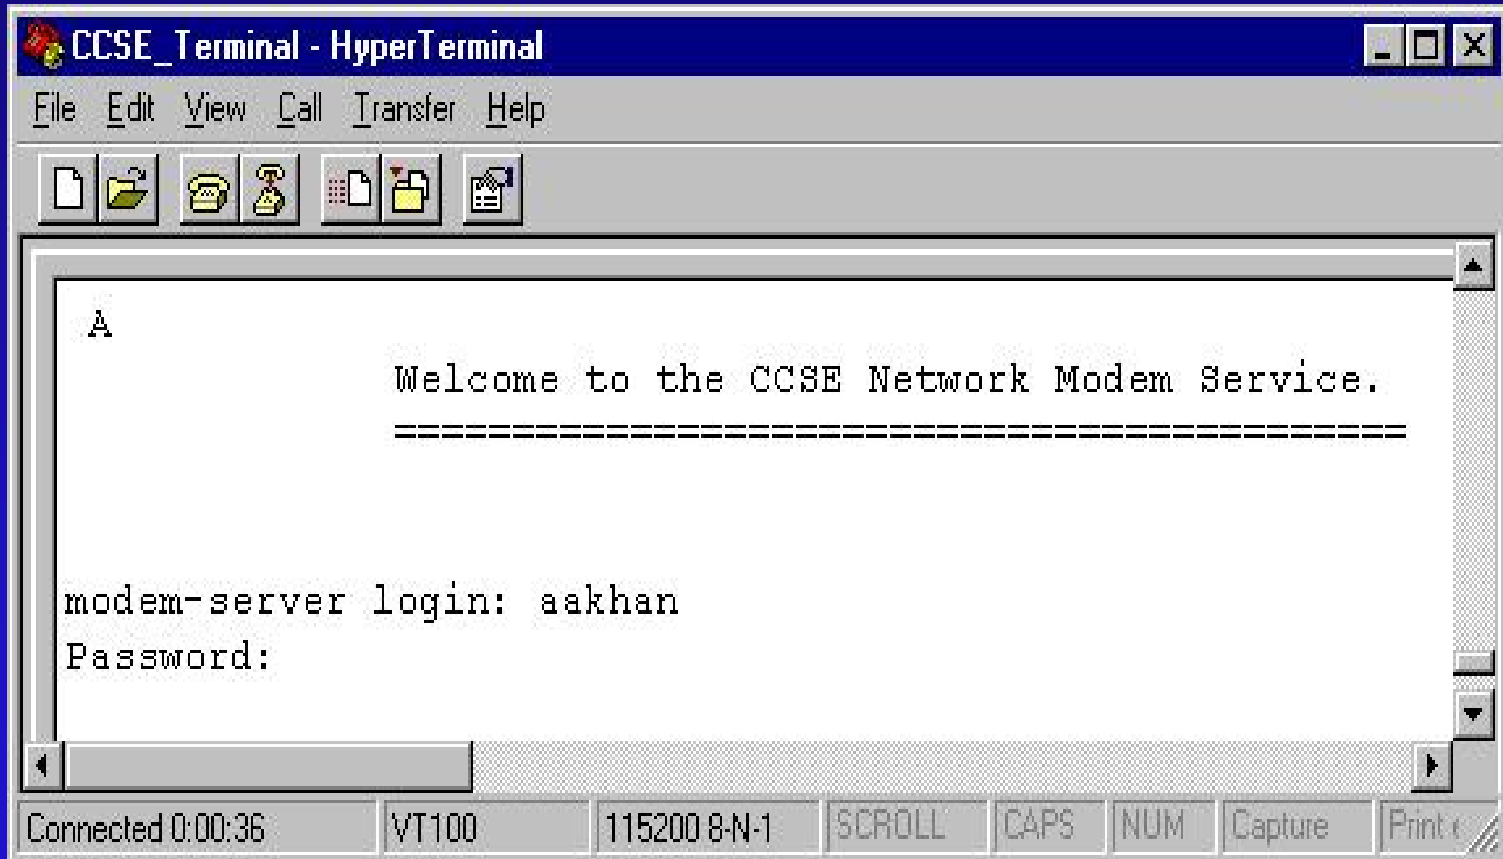 CCSE_Terminal - HyperTerminal
File Edit View Call Transfer Help
A
Welcome to the CCSE Network Modem Service.
===========================================
modem-server login: aakhan
Password:
Connected 0:00:36 VT100 115200 8-N-1 SCROLL CAPS NUM Capture Print